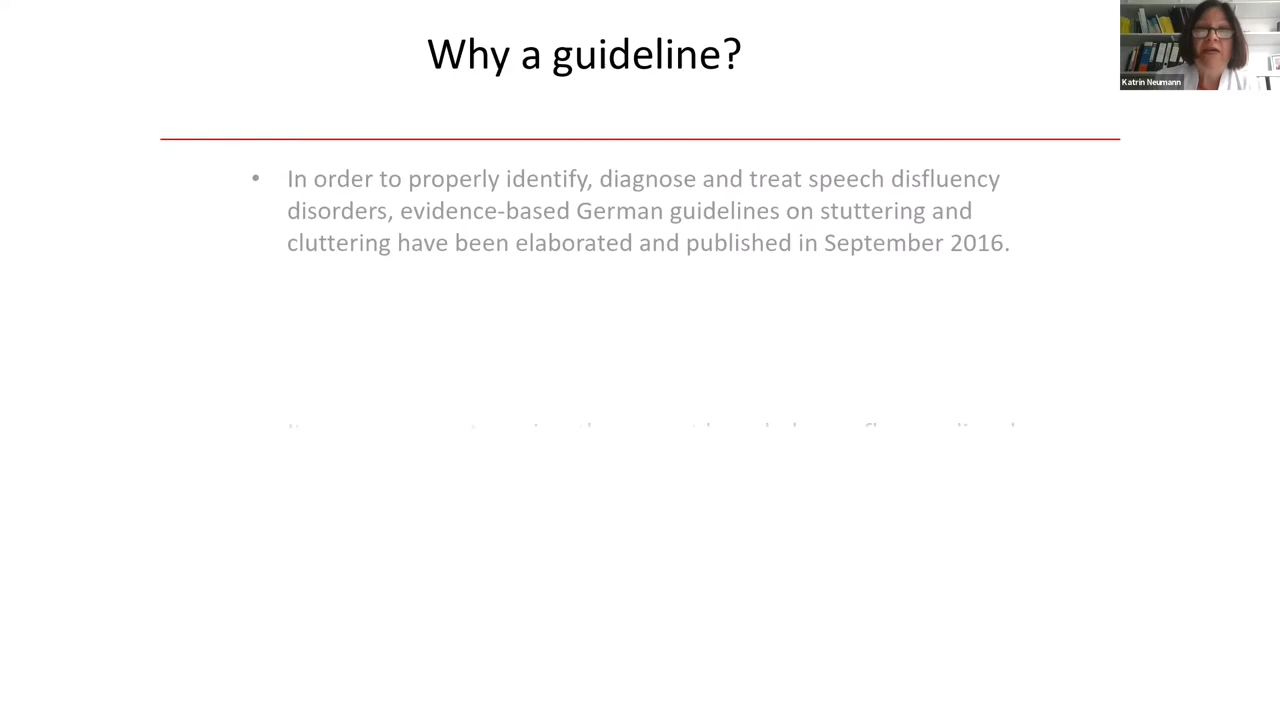 Why a guideline?
Katrin Neumann
• In order to properly identify, diagnose and treat speech disfluency
disorders, evidence-based German guidelines on stuttering and
cluttering have been elaborated and published in September 2016.